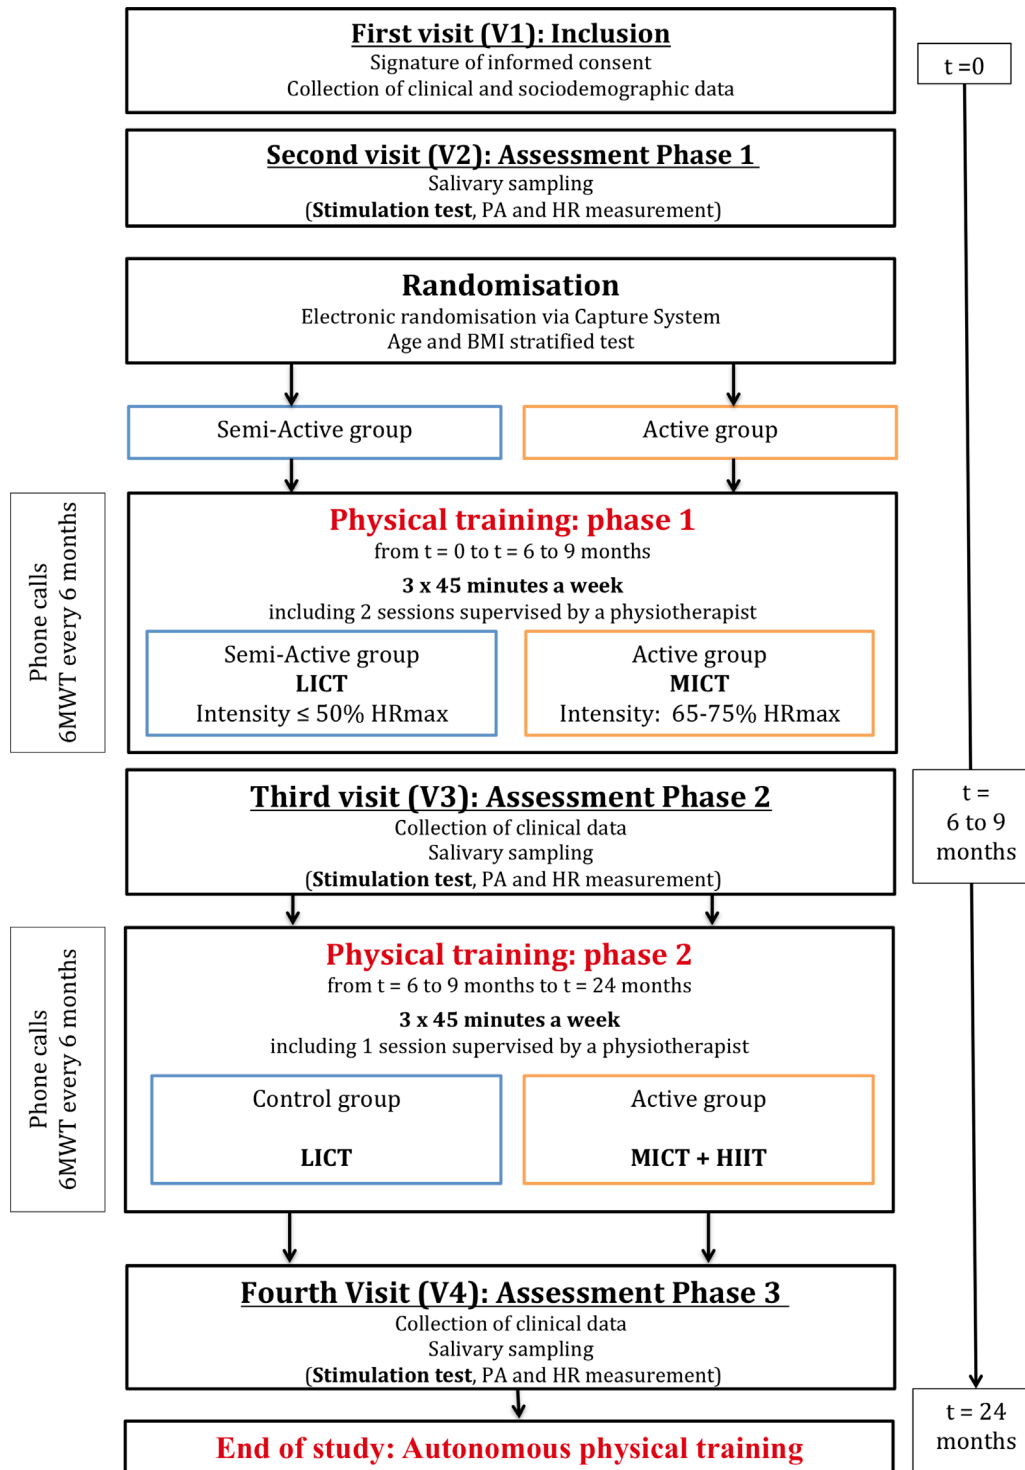 First visit (V1): Inclusion
Signature of informed consent
Collection of clinical and sociodemographic data
t =0
Second visit (V2): Assessment Phase 1
Salivary sampling
(Stimulation test, PA and HR measurement)
Randomisation
Electronic randomisation via Capture System
Age and BMI stratified test
Semi-Active group
Active group
Phone calls
6MWT every 6 months
Physical training: phase 1
from t = 0 to t = 6 to 9 months
3 x 45 minutes a week
including 2 sessions supervised by a physiotherapist
Semi-Active group
LICT
Intensity ≤ 50% HRmax
Active group
MICT
Intensity: 65-75% HRmax
Third visit (V3): Assessment Phase 2
Collection of clinical data
Salivary sampling
(Stimulation test, PA and HR measurement)
t =
6 to 9
months
Phone calls
6MWT every 6 months
Physical training: phase 2
from t = 6 to 9 months to t = 24 months
3 x 45 minutes a week
including 1 session supervised by a physiotherapist
Control group
LICT
Active group
MICT + HIIT
Fourth Visit (V4): Assessment Phase 3
Collection of clinical data
Salivary sampling
(Stimulation test, PA and HR measurement)
t = 24
months
End of study: Autonomous physical training